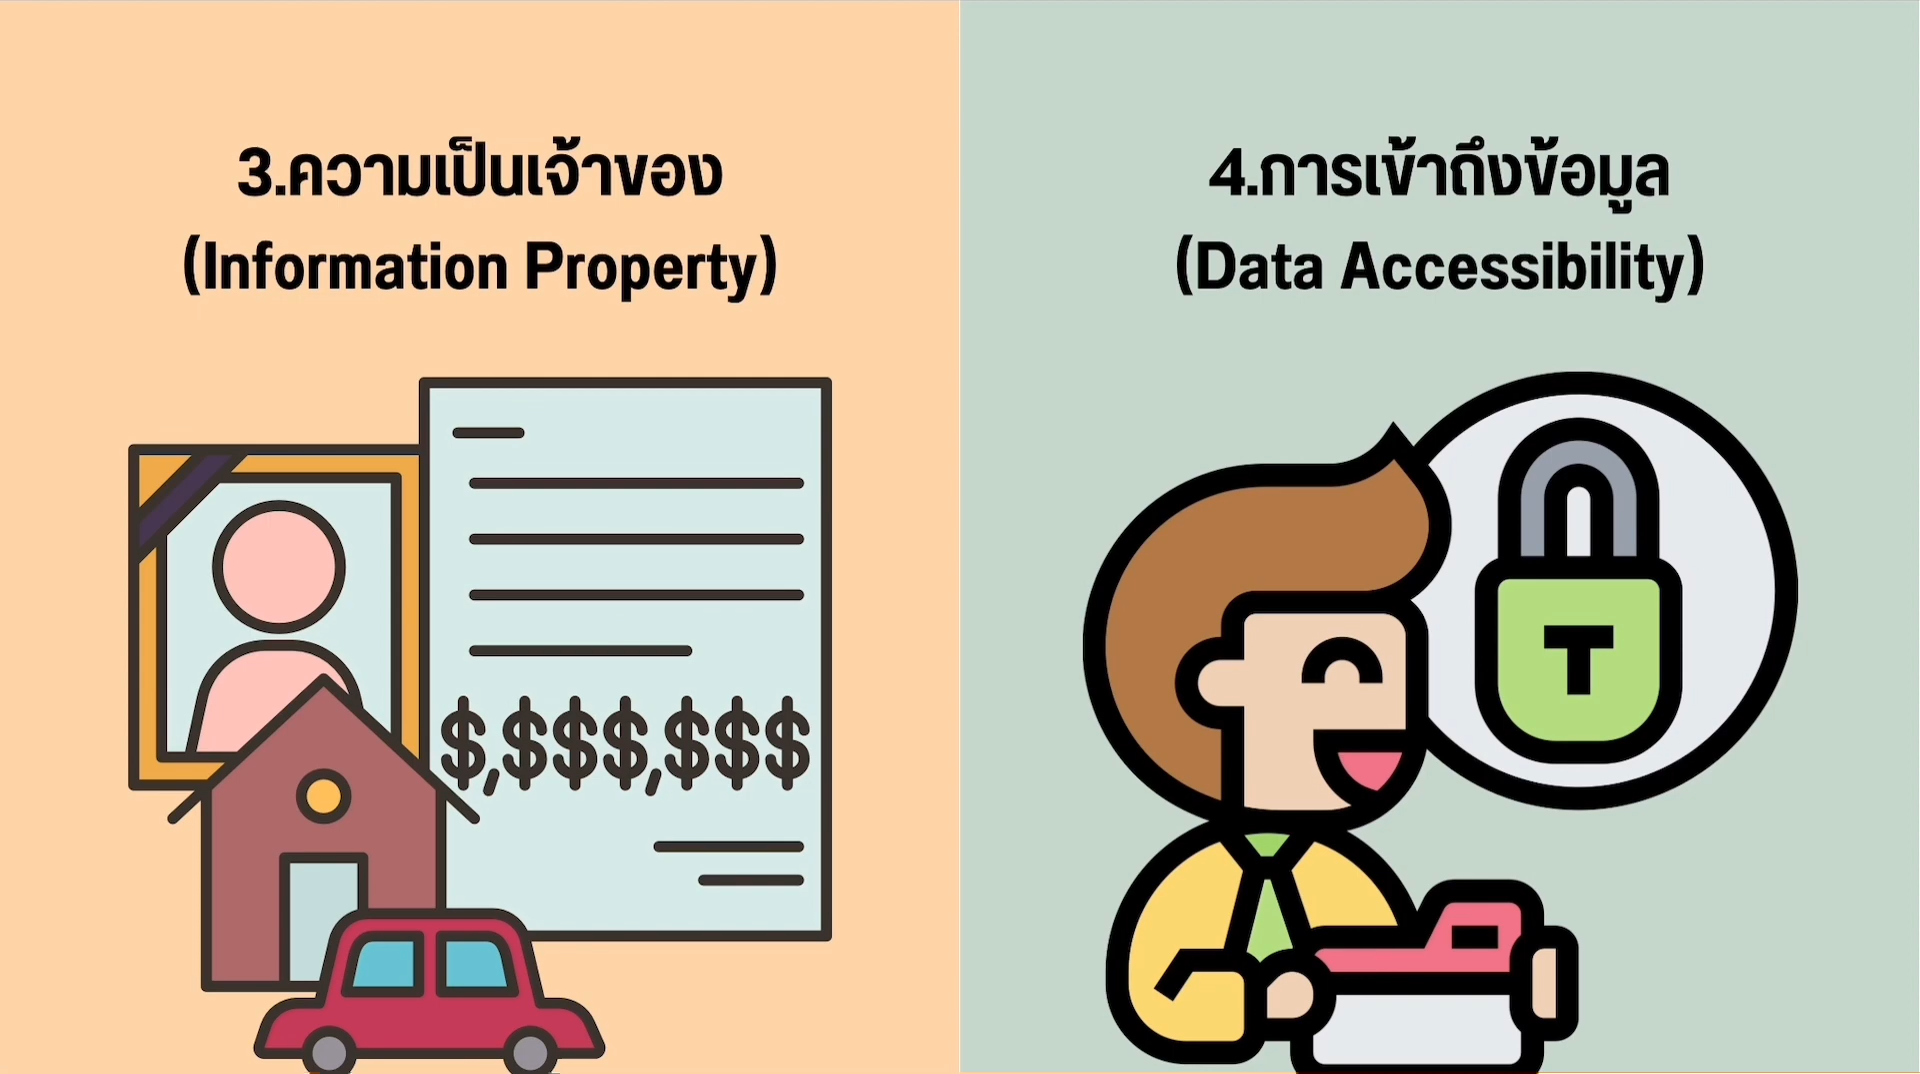 3.ความเป็นเจ้าของ
(Information Property)
$,$$$,$$$
4.การเข้าถึงข้อมูล
(Data Accessibility)